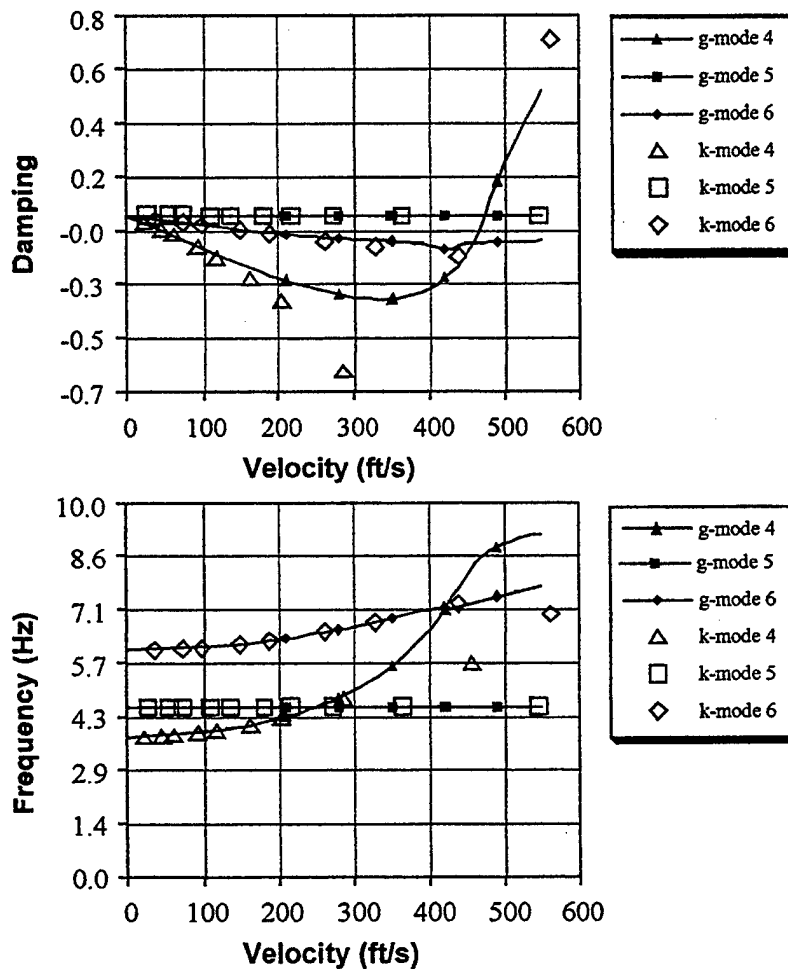 0.8
0.6
0.4
0.2
-0.0
-0.3
-0.5
-0.7
Damping
0 100 200 300 400 500 600
Velocity (ft/s)
g-mode 4
g-mode 5
g-mode 6
k-mode 4
k-mode 5
k-mode 6
10.0
8.6
7.1
5.7
4.3
2.9
1.4
0.0
Frequency (Hz)
0 100 200 300 400 500 600
Velocity (ft/s)
g-mode 4
g-mode 5
g-mode 6
k-mode 4
k-mode 5
k-mode 6